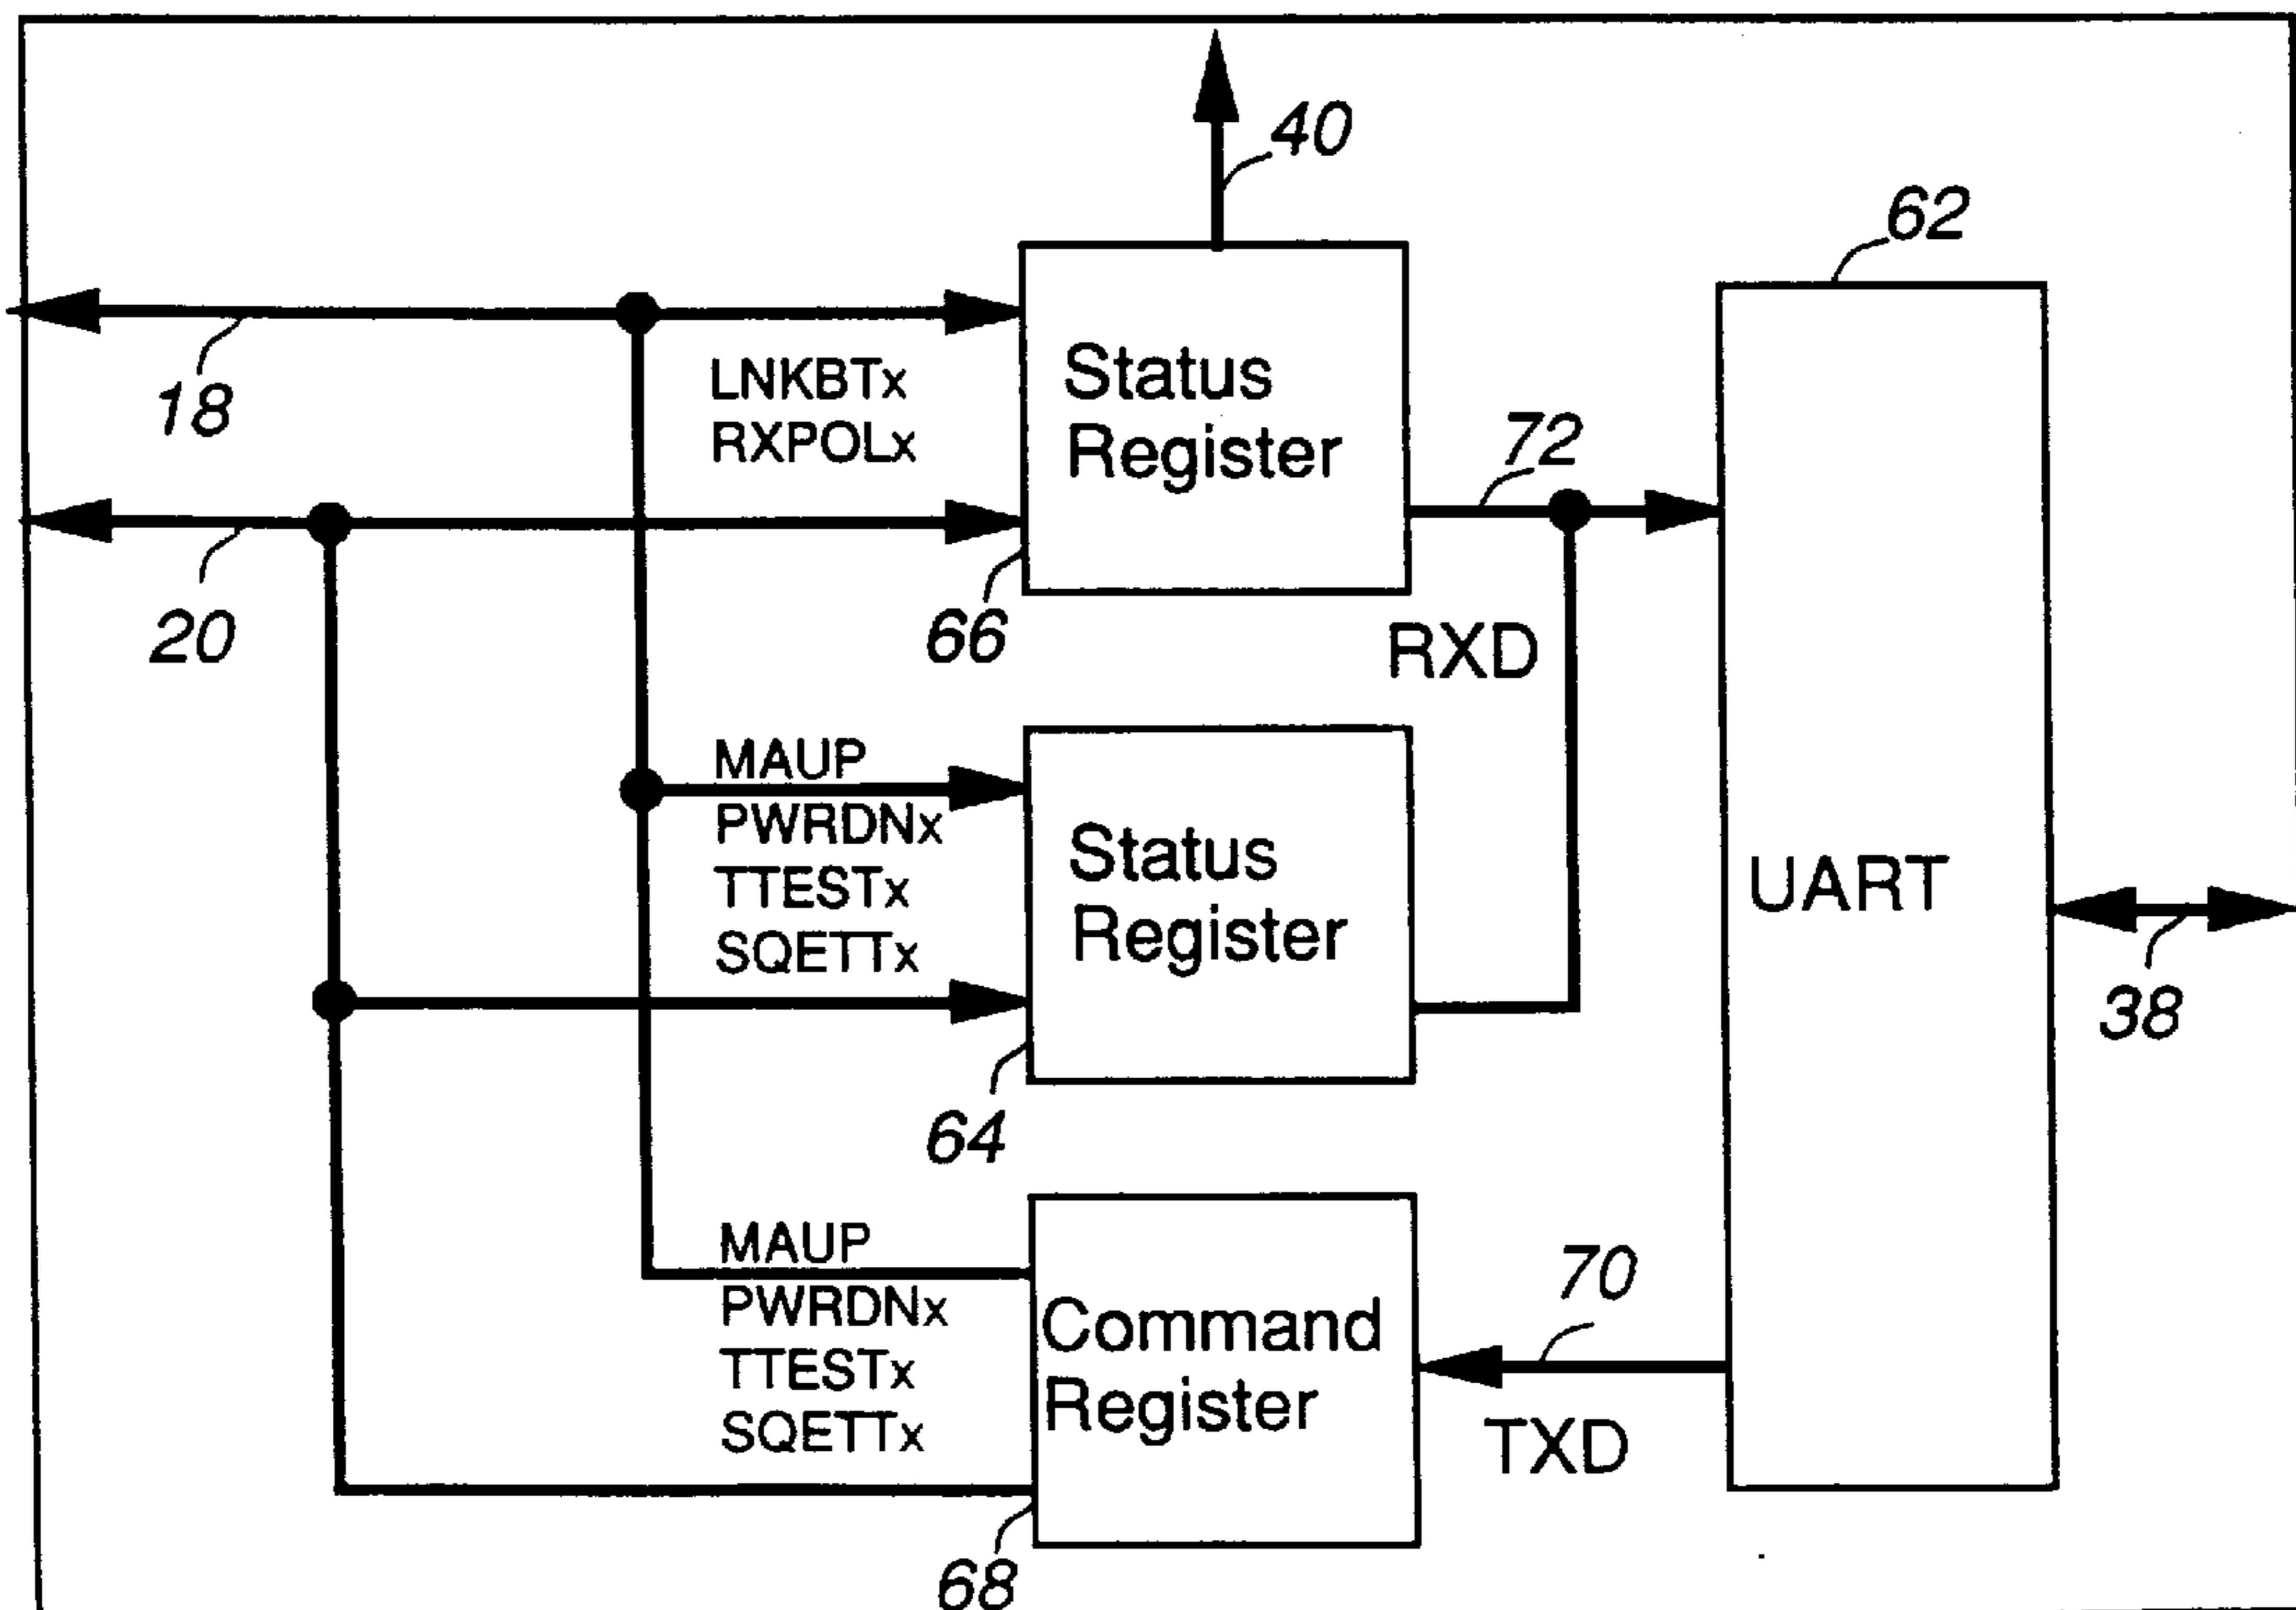 40
62
18
LNKBTx
RXPOLx
Status
Register
72
20
66
RXD
MAUP
PWRDNx
TTESTx
SQETTx
Status
Register
UART
38
64
MAUP
PWRDNx
TTESTx
SQETTx
Command
Register
70
TXD
68